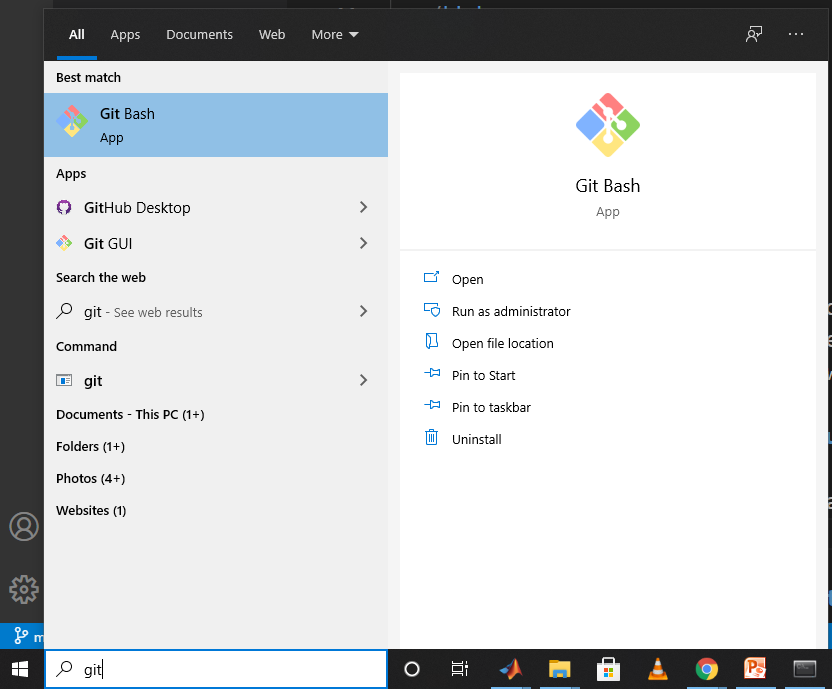 All Apps Documents Web More
Best match
Git Bash
App
Apps
GitHub Desktop
Git GUI
Search the web
git - See web results
Command
git
Documents - This PC (1+)
Folders (1+)
Photos (4+)
Websites (1)
Git Bash
App
Open
Run as administrator
Open file location
Pin to Start
Pin to taskbar
Uninstall
git